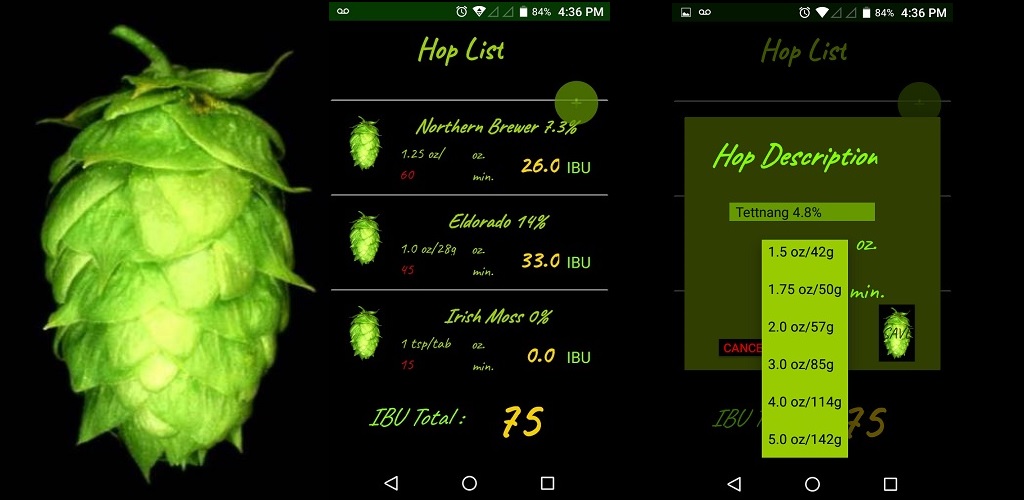 84% 4:36 PM
Hop List
Northern Brewer 7.3%
1.25 oz/ oz. 26.0 IBU
60 min.
Eldorado 14%
1.0 oz/28g oz. 33.0 IBU
45 min.
Irish Moss 0%
1 tsp/tab oz. 0.0 IBU
15 min.
IBU Total : 75
84% 4:36 PM
Hop List
Hop Description
Tettnang 4.8%
oz.
1.5 oz/42g
1.75 oz/50g
min.
2.0 oz/57g
CANCE
SAVE
3.0 oz/85g
4.0 oz/114g
IBU T 75
5.0 oz/142g